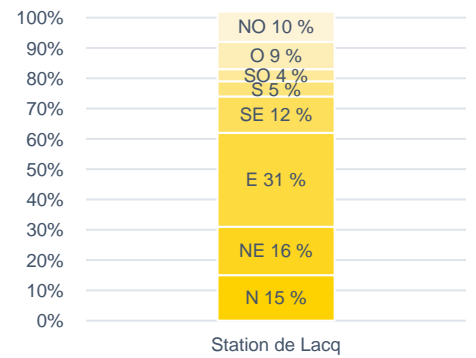 100%
90%
80%
70%
60%
50%
40%
30%
20%
10%
0%
NO 10 %
O 9 %
SO 4 %
S 5 %
SE 12 %
E 31 %
NE 16 %
N 15 %
Station de Lacq